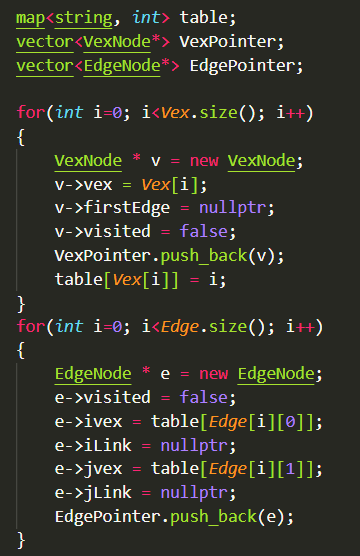 map<string, int> table;
vector<VexNode*> VexPointer;
vector<EdgeNode*> EdgePointer;

for(int i=0; i<Vex.size(); i++)
{
    VexNode * v = new VexNode;
    v->vex = Vex[i];
    v->firstEdge = nullptr;
    v->visited = false;
    VexPointer.push_back(v);
    table[Vex[i]] = i;
}
for(int i=0; i<Edge.size(); i++)
{
    EdgeNode * e = new EdgeNode;
    e->visited = false;
    e->ivex = table[Edge[i][0]];
    e->iLink = nullptr;
    e->jvex = table[Edge[i][1]];
    e->jLink = nullptr;
    EdgePointer.push_back(e);
}